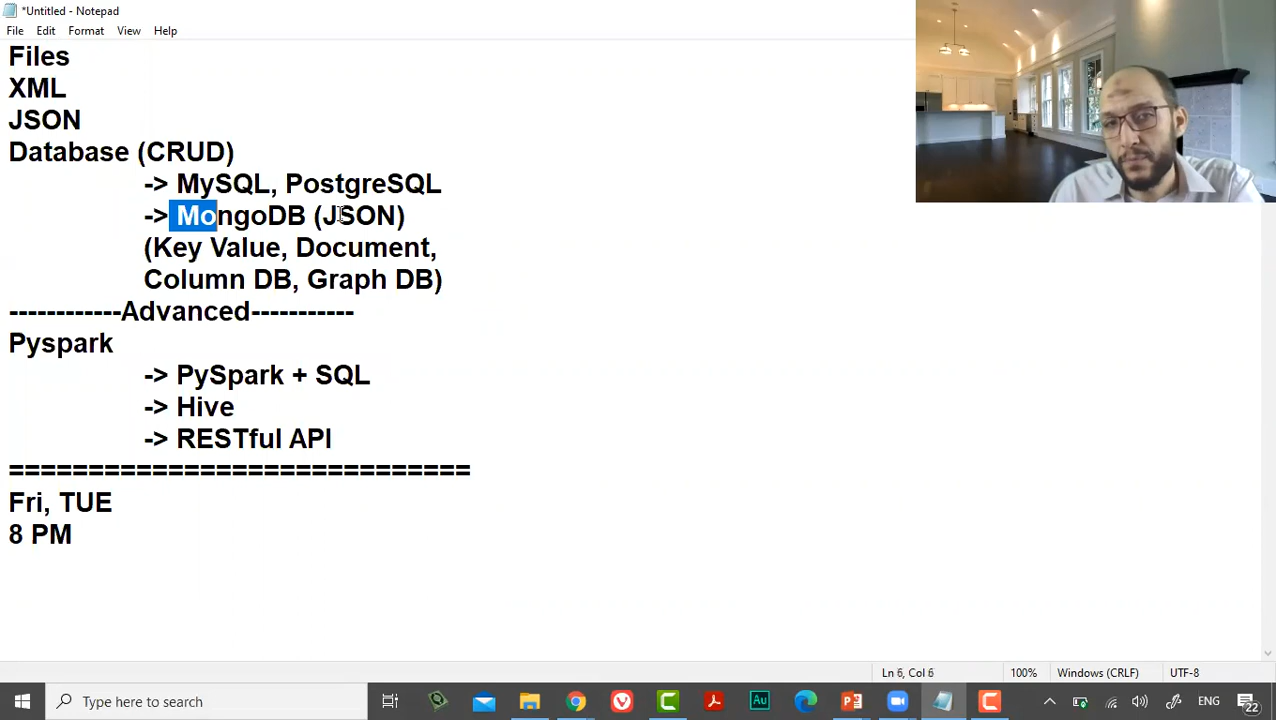 *Untitled - Notepad
File Edit Format View Help
Files
XML
JSON
Database (CRUD)
-> MySQL, PostgreSQL
-> MongoDB (JSON)
(Key Value, Document,
Column DB, Graph DB)
------------Advanced-----------
Pyspark
-> PySpark + SQL
-> Hive
-> RESTful API
=============================
Fri, TUE
8 PM
Ln 6, Col 6 100% Windows (CRLF) UTF-8
Type here to search Au ENG 22